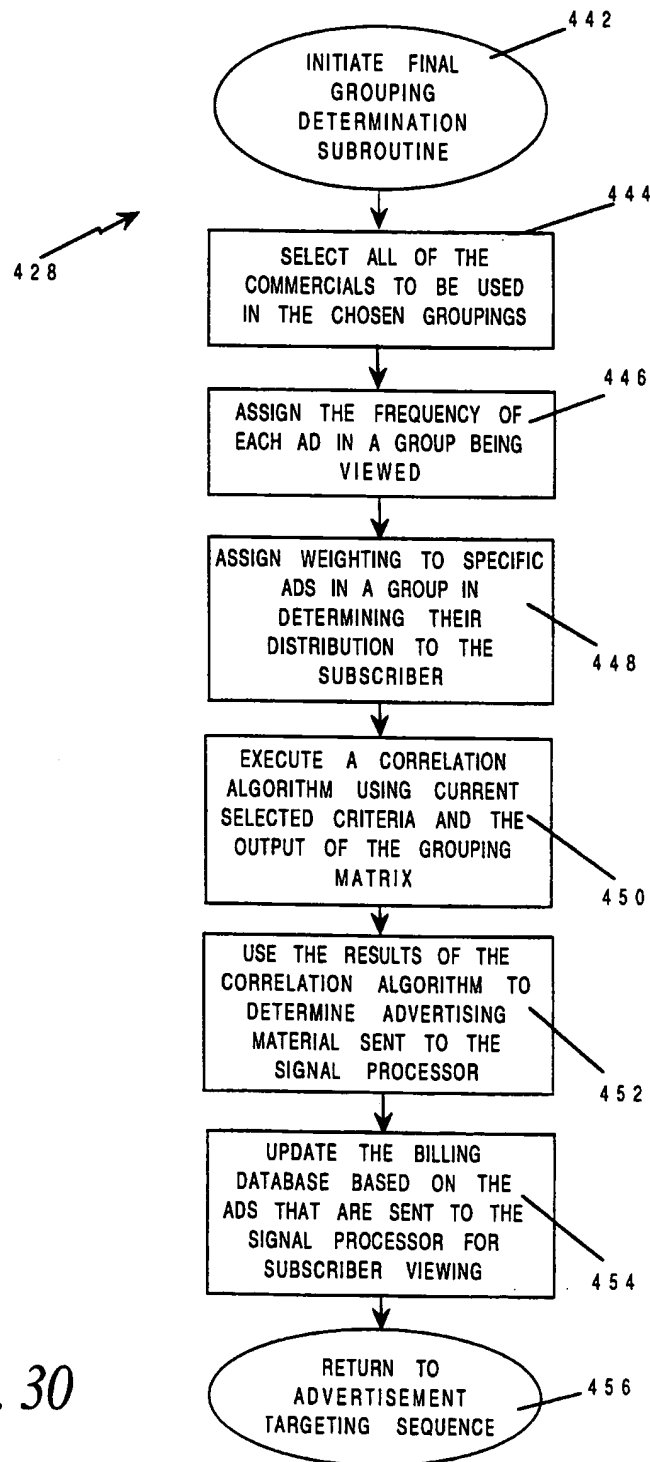 442
INITIATE FINAL
GROUPING
DETERMINATION
SUBROUTINE
428
444
SELECT ALL OF THE
COMMERCIALS TO BE USED
IN THE CHOSEN GROUPINGS
446
ASSIGN THE FREQUENCY OF
EACH AD IN A GROUP BEING
VIEWED
ASSIGN WEIGHTING TO SPECIFIC
ADS IN A GROUP IN
DETERMINING THEIR
DISTRIBUTION TO THE
SUBSCRIBER
448
EXECUTE A CORRELATION
ALGORITHM USING CURRENT
SELECTED CRITERIA AND THE
OUTPUT OF THE GROUPING
MATRIX
450
USE THE RESULTS OF THE
CORRELATION ALGORITHM TO
DETERMINE ADVERTISING
MATERIAL SENT TO THE
SIGNAL PROCESSOR
452
UPDATE THE BILLING
DATABASE BASED ON THE
ADS THAT ARE SENT TO THE
SIGNAL PROCESSOR FOR
SUBSCRIBER VIEWING
454
. 30
RETURN TO
ADVERTISEMENT
TARGETING SEQUENCE
456